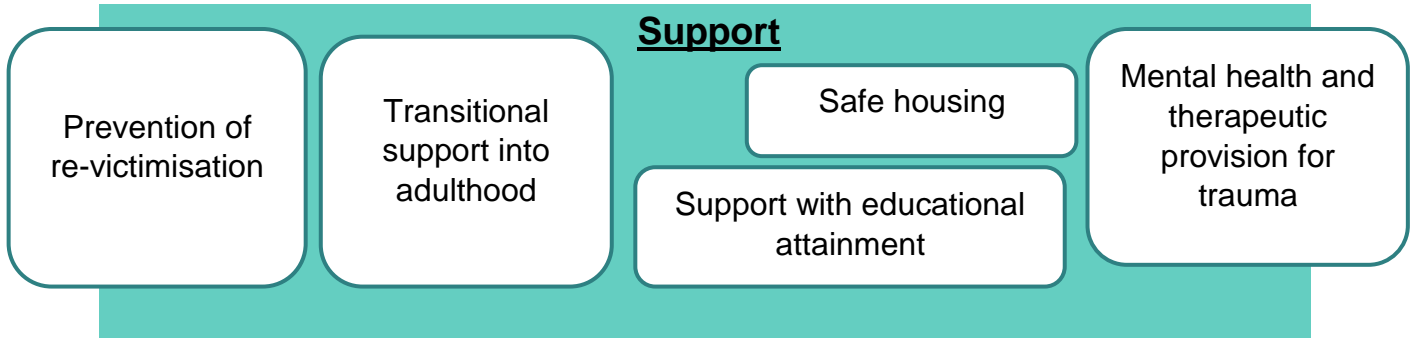 Support
Prevention of
re-victimisation
Transitional
support into
adulthood
Safe housing
Support with educational
attainment
Mental health and
therapeutic
provision for
trauma